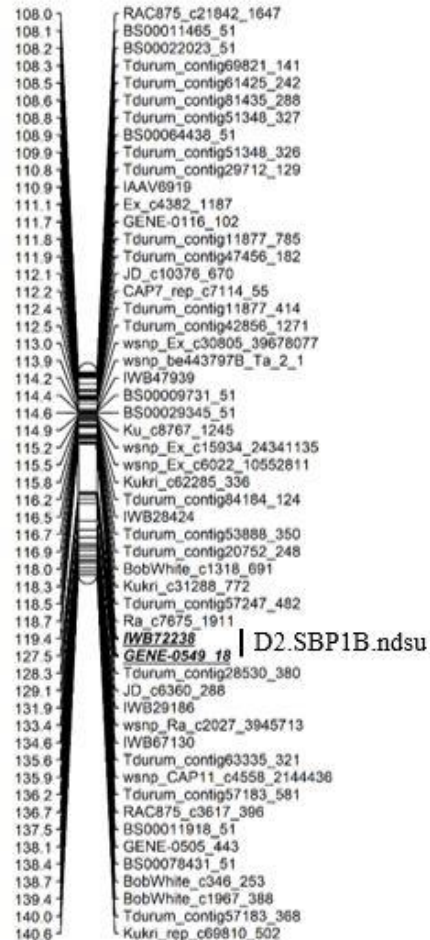 108.0 RAC875_c21842_1647
108.1 BS00011465_51
108.2 BS00022023_51
108.3 Tdurum_contig69821_141
108.5 Tdurum_contig61425_242
108.6 Tdurum_contig81435_288
108.8 Tdurum_contig51348_327
108.9 BS00064438_51
109.9 Tdurum_contig51348_326
110.8 Tdurum_contig29712_129
110.9 IAAV6919
111.1 Ex_c4382_1187
111.7 GENE-0116_102
111.8 Tdurum_contig11877_785
111.9 Tdurum_contig47456_182
112.1 JD_c10376_670
112.2 CAP7_rep_c7114_55
112.4 Tdurum_contig11877_414
112.5 Tdurum_contig42856_1271
113.0 wsnp_Ex_c30805_39678077
113.9 wsnp_be443797B_Ta_2_1
114.2 IWB47939
114.4 BS00009731_51
114.6 BS00029345_51
114.9 Ku_c8767_1245
115.2 wsnp_Ex_c15934_24341135
115.5 wsnp_Ex_c6022_10552811
115.8 Kukri_c62285_336
116.2 Tdurum_contig84184_124
116.5 IWB28424
116.7 Tdurum_contig53888_350
116.9 Tdurum_contig20752_248
118.0 BobWhite_c1318_691
118.3 Kukri_c31288_772
118.5 Tdurum_contig57247_482
118.7 Ra_c7675_1911
119.4 IWB72238
127.5 GENE-0549_18 D2.SBP1B.ndsu
128.3 Tdurum_contig28530_380
129.1 JD_c6360_288
131.9 IWB29186
133.4 wsnp_Ra_c2027_3945713
134.6 IWB67130
135.6 Tdurum_contig63335_321
135.9 wsnp_CAP11_c4558_2144436
136.2 Tdurum_contig57183_581
136.7 RAC875_c3617_396
137.5 BS00011918_51
138.1 GENE-0505_443
138.4 BS00078431_51
138.7 BobWhite_c346_253
139.4 BobWhite_c1967_388
140.0 Tdurum_contig57183_368
140.6 Kukri_rep_c69810_502